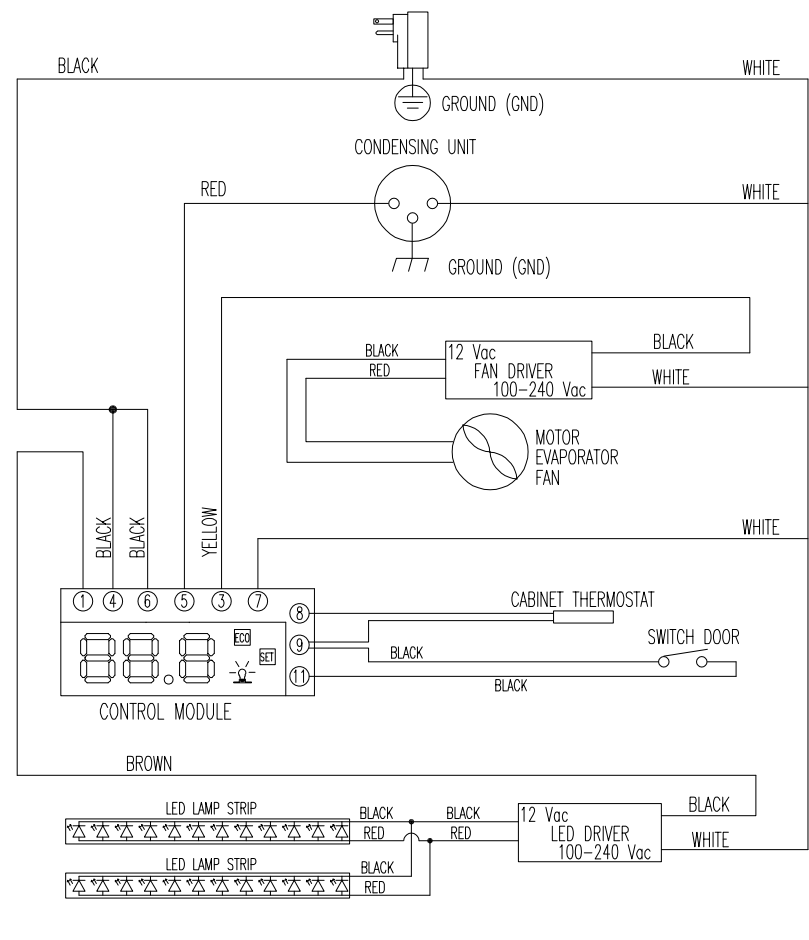 BLACK
WHITE
GROUND (GND)
CONDENSING UNIT
RED
WHITE
GROUND (GND)
BLACK
RED
12 Vac
FAN DRIVER
100-240 Vac
BLACK
WHITE
MOTOR
EVAPORATOR
FAN
BLACK
BLACK
YELLOW
WHITE
1 4 6 5 3 7
8
9
11
88.8
ECO
SET
CONTROL MODULE
CABINET THERMOSTAT
SWITCH DOOR
BLACK
BLACK
BROWN
LED LAMP STRIP
BLACK
RED
BLACK
RED
12 Vac
LED DRIVER
100-240 Vac
BLACK
WHITE
LED LAMP STRIP
BLACK
RED